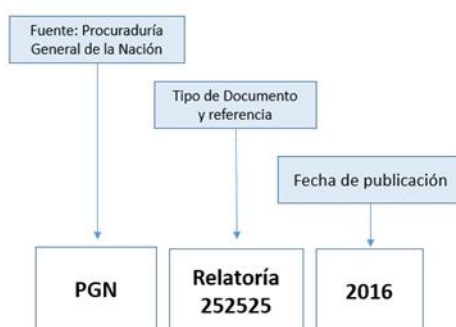 Fuente: Procuraduría
General de la Nación
Tipo de Documento
y referencia
Fecha de publicación
PGN
Relatoría
252525
2016